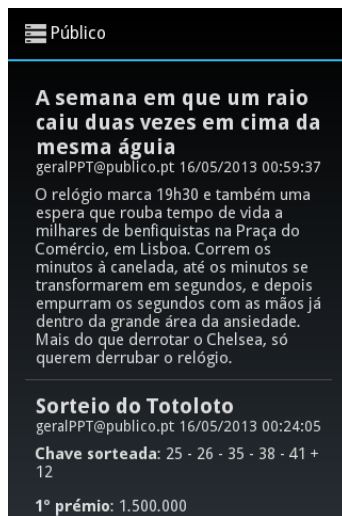 Público
A semana em que um raio
caiu duas vezes em cima da
mesma águia
geralPPT@publico.pt 16/05/2013 00:59:37
O relógio marca 19h30 e também uma
espera que rouba tempo de vida a
milhares de benfiquistas na Praça do
Comércio, em Lisboa. Correm os
minutos à canelada, até os minutos se
transformarem em segundos, e depois
empurram os segundos com as mãos já
dentro da grande área da ansiedade.
Mais do que derrotar o Chelsea, só
querem derrubar o relógio.
Sorteio do Totoloto
geralPPT@publico.pt 16/05/2013 00:24:05
Chave sorteada: 25 - 26 - 35 - 38 - 41 +
12
1º prémio: 1.500.000